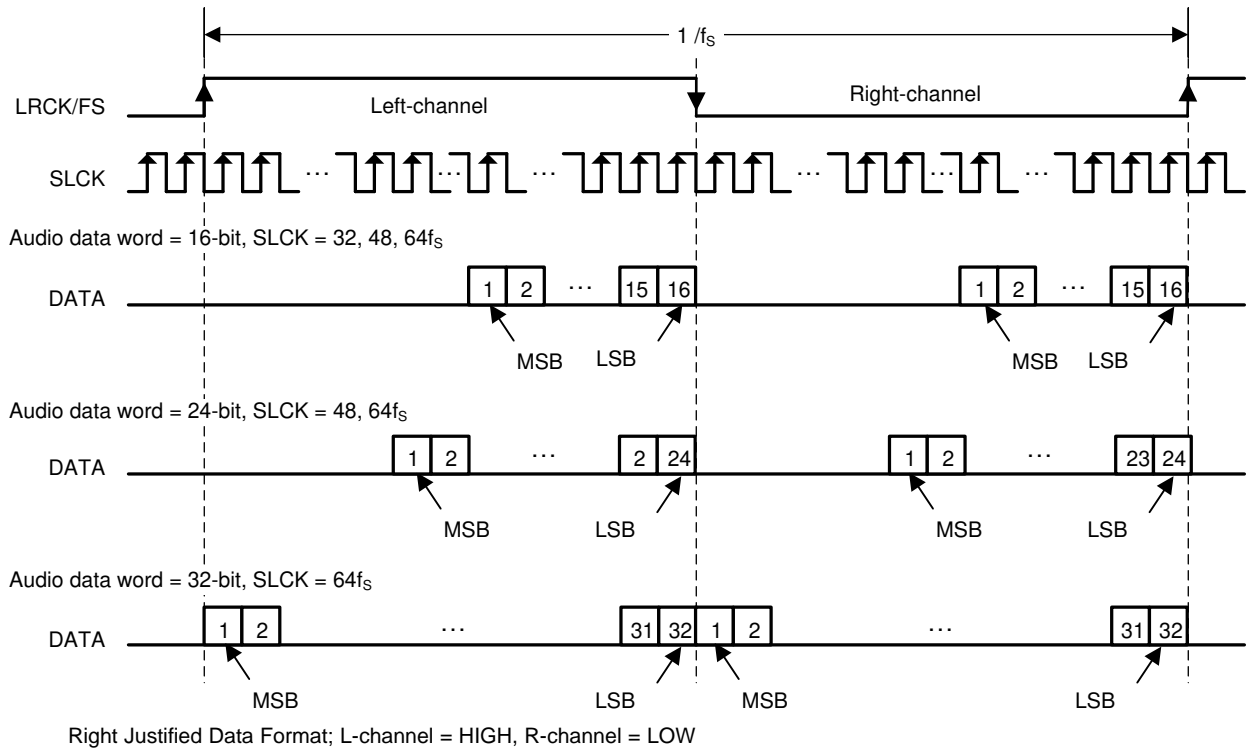 1 /fS
LRCK/FS
Left-channel
Right-channel
SLCK
... ... ... ... ... ...
Audio data word = 16-bit, SLCK = 32, 48, 64fS
DATA 1 2 ... 15 16 1 2 ... 15 16
MSB LSB MSB LSB
Audio data word = 24-bit, SLCK = 48, 64fS
DATA 1 2 ... 2 24 1 2 ... 23 24
MSB LSB MSB LSB
Audio data word = 32-bit, SLCK = 64fS
DATA 1 2 ... 31 32 1 2 ... 31 32
MSB LSB MSB LSB
Right Justified Data Format; L-channel = HIGH, R-channel = LOW